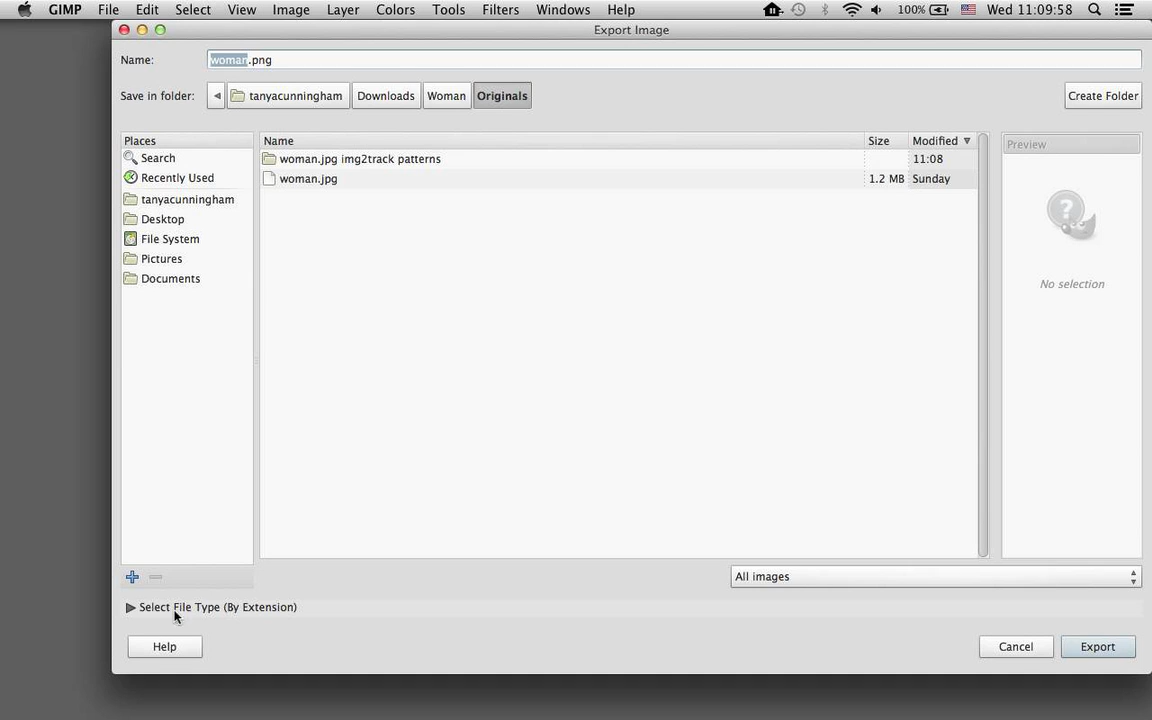 GIMP File Edit Select View Image Layer Colors Tools Filters Windows Help 100% Wed 11:09:58
Export Image
Name: woman.png
Save in folder: tanyacunningham Downloads Woman Originals Create Folder
Places Name Size Modified Preview
Search woman.jpg img2track patterns 11:08
Recently Used woman.jpg 1.2 MB Sunday
tanyacunningham
Desktop
File System
Pictures
Documents
No selection
All images
Select File Type (By Extension)
Help Cancel Export